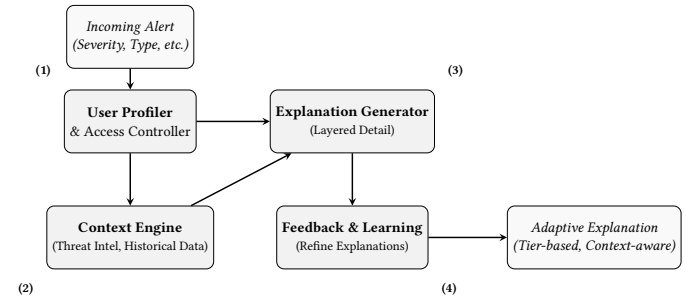 Incoming Alert
(Severity, Type, etc.)
(1)
(3)
User Profiler
& Access Controller
Explanation Generator
(Layered Detail)
Context Engine
(Threat Intel, Historical Data)
Feedback & Learning
(Refine Explanations)
Adaptive Explanation
(Tier-based, Context-aware)
(2)
(4)